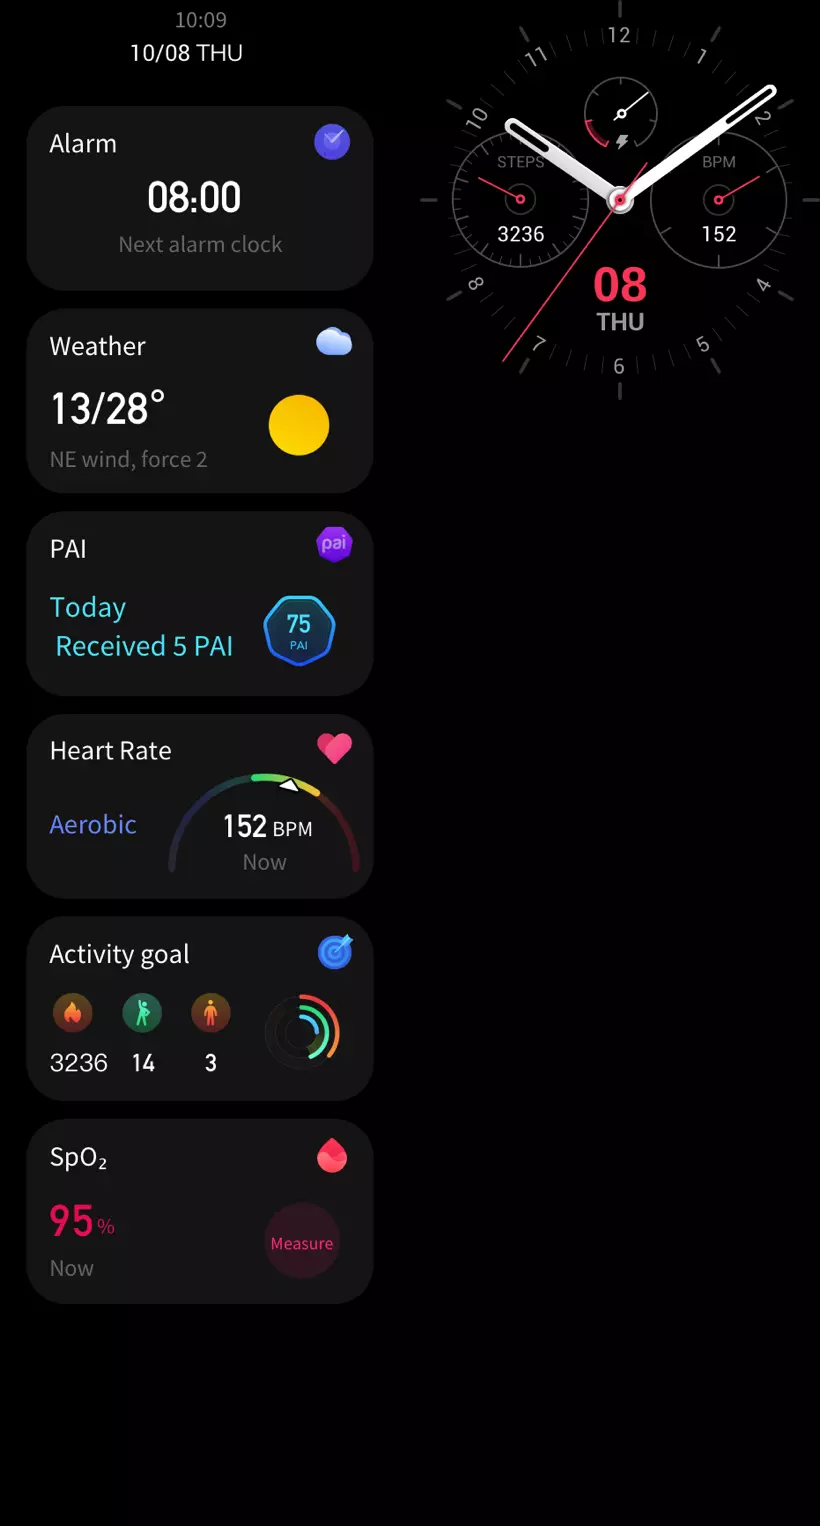 10:09
10/08 THU
Alarm
08:00
Next alarm clock
Weather
13/28°
NE wind, force 2
PAI
pai
Today
Received 5 PAI
75
PAI
Heart Rate
Aerobic
152 BPM
Now
Activity goal
3236 14 3
SpO₂
95%
Now
Measure
12
11 1
10 2
STEPS BPM
3236 152
08
THU
8 4
7 5
6